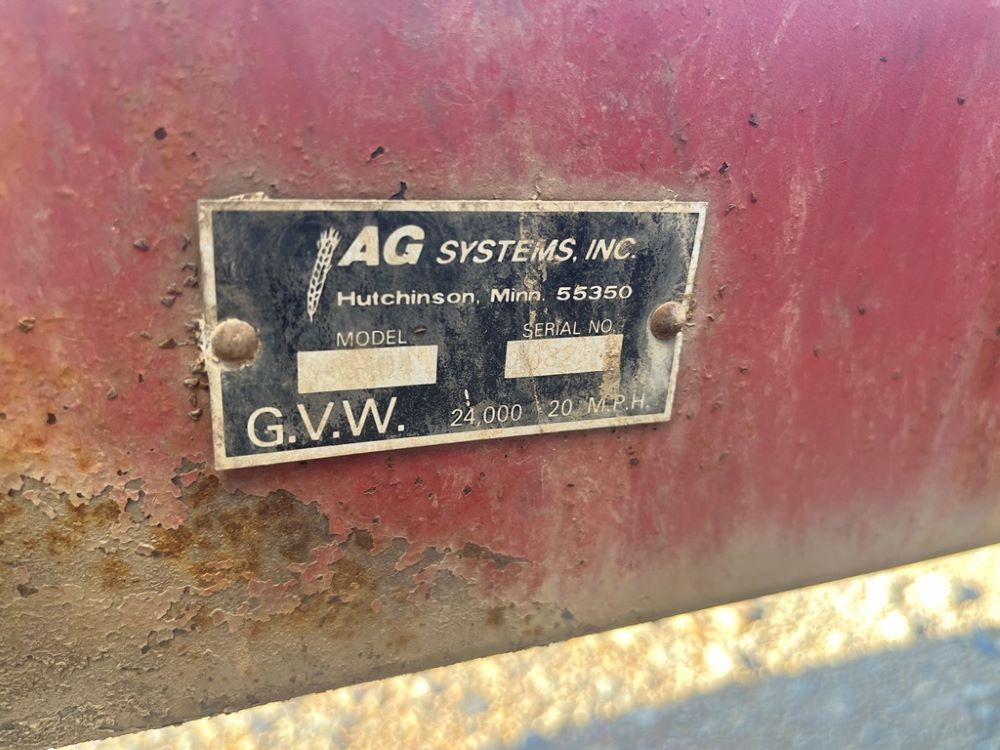 AG SYSTEMS, INC.
Hutchinson, Minn. 55350
MODEL SERIAL NO.
G.V.W. 24,000 20 M.P.H.